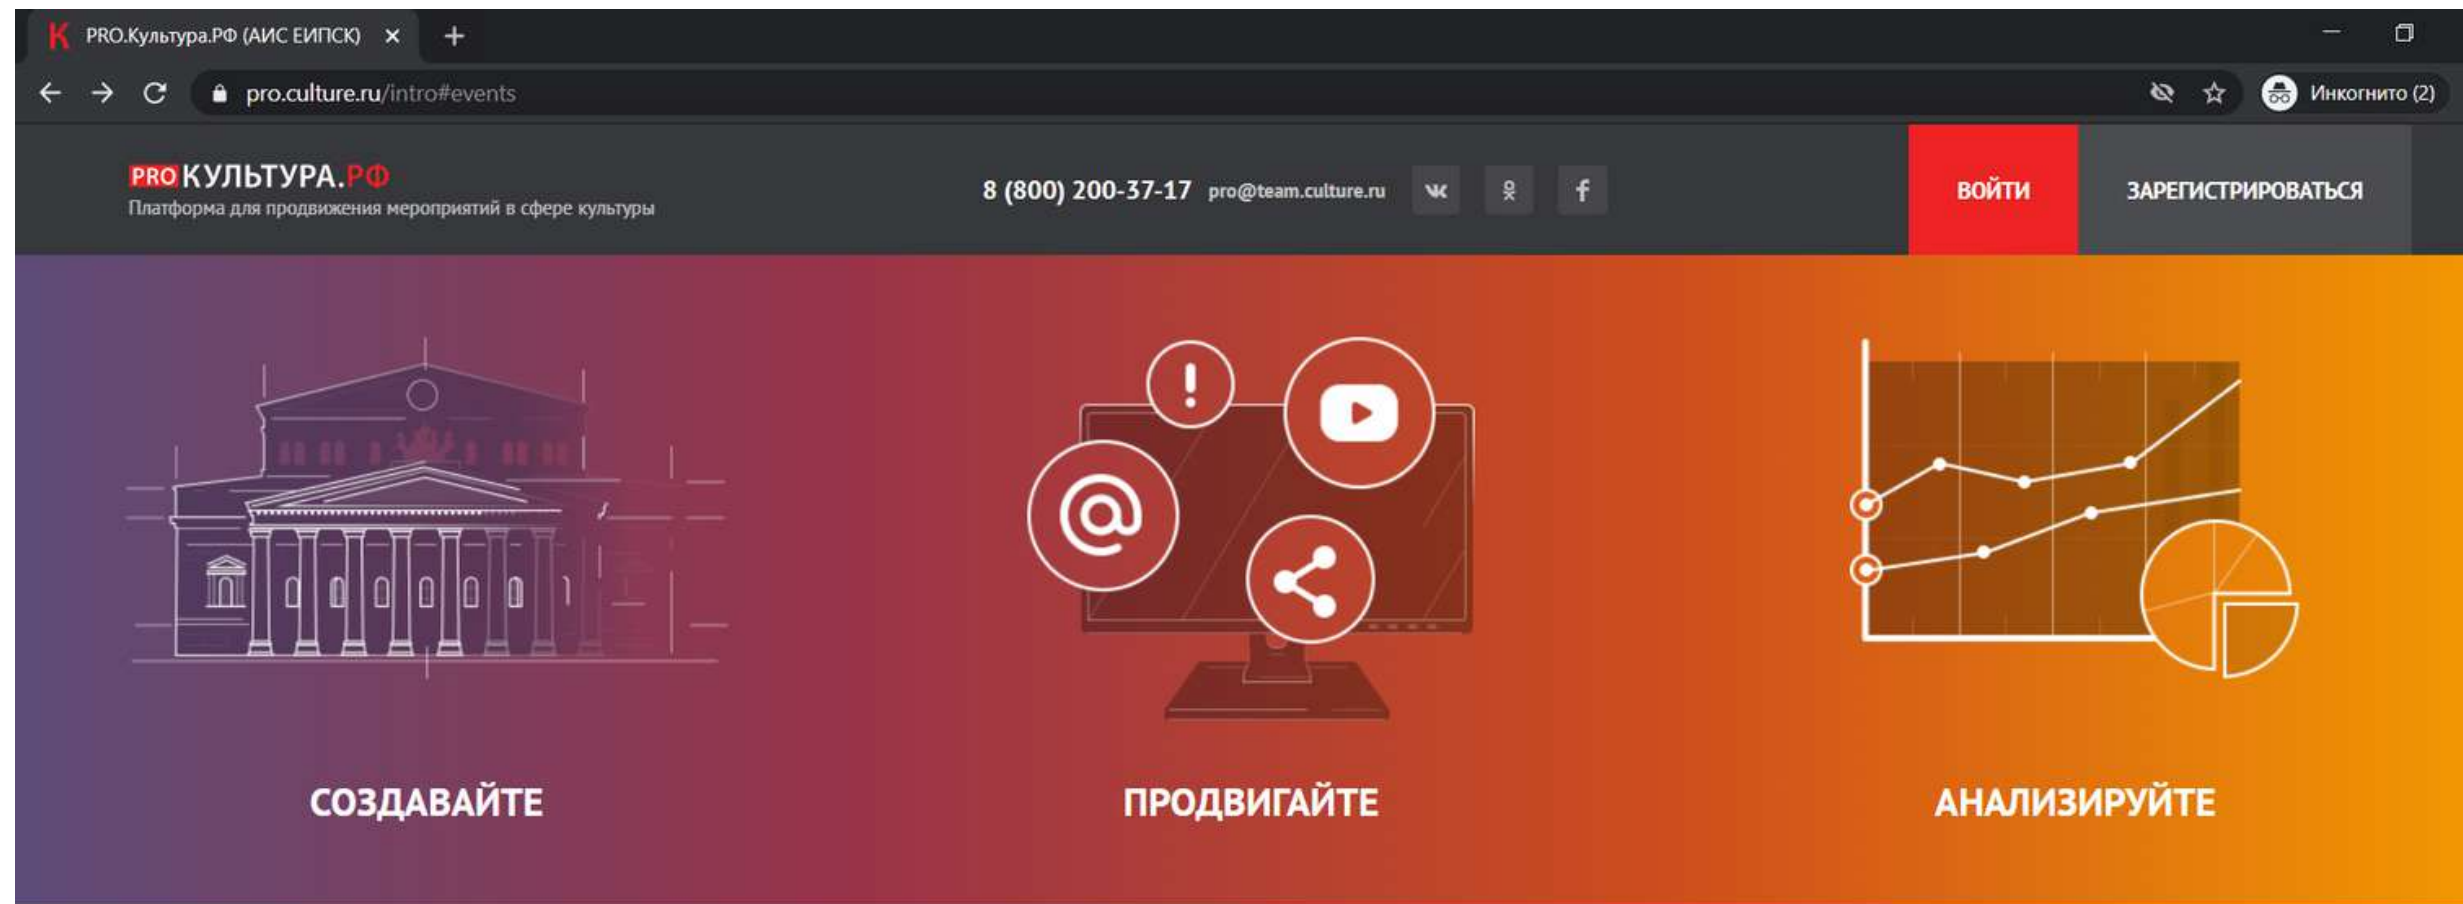 PRO.Культура.РФ (АИС ЕИПСК)
pro.culture.ru/intro#events
Инкогнито (2)
PRO КУЛЬТУРА.РФ
Платформа для продвижения мероприятий в сфере культуры
8 (800) 200-37-17 pro@team.culture.ru
ВОЙТИ
ЗАРЕГИСТРИРОВАТЬСЯ
СОЗДАВАЙТЕ
ПРОДВИГАЙТЕ
АНАЛИЗИРУЙТЕ